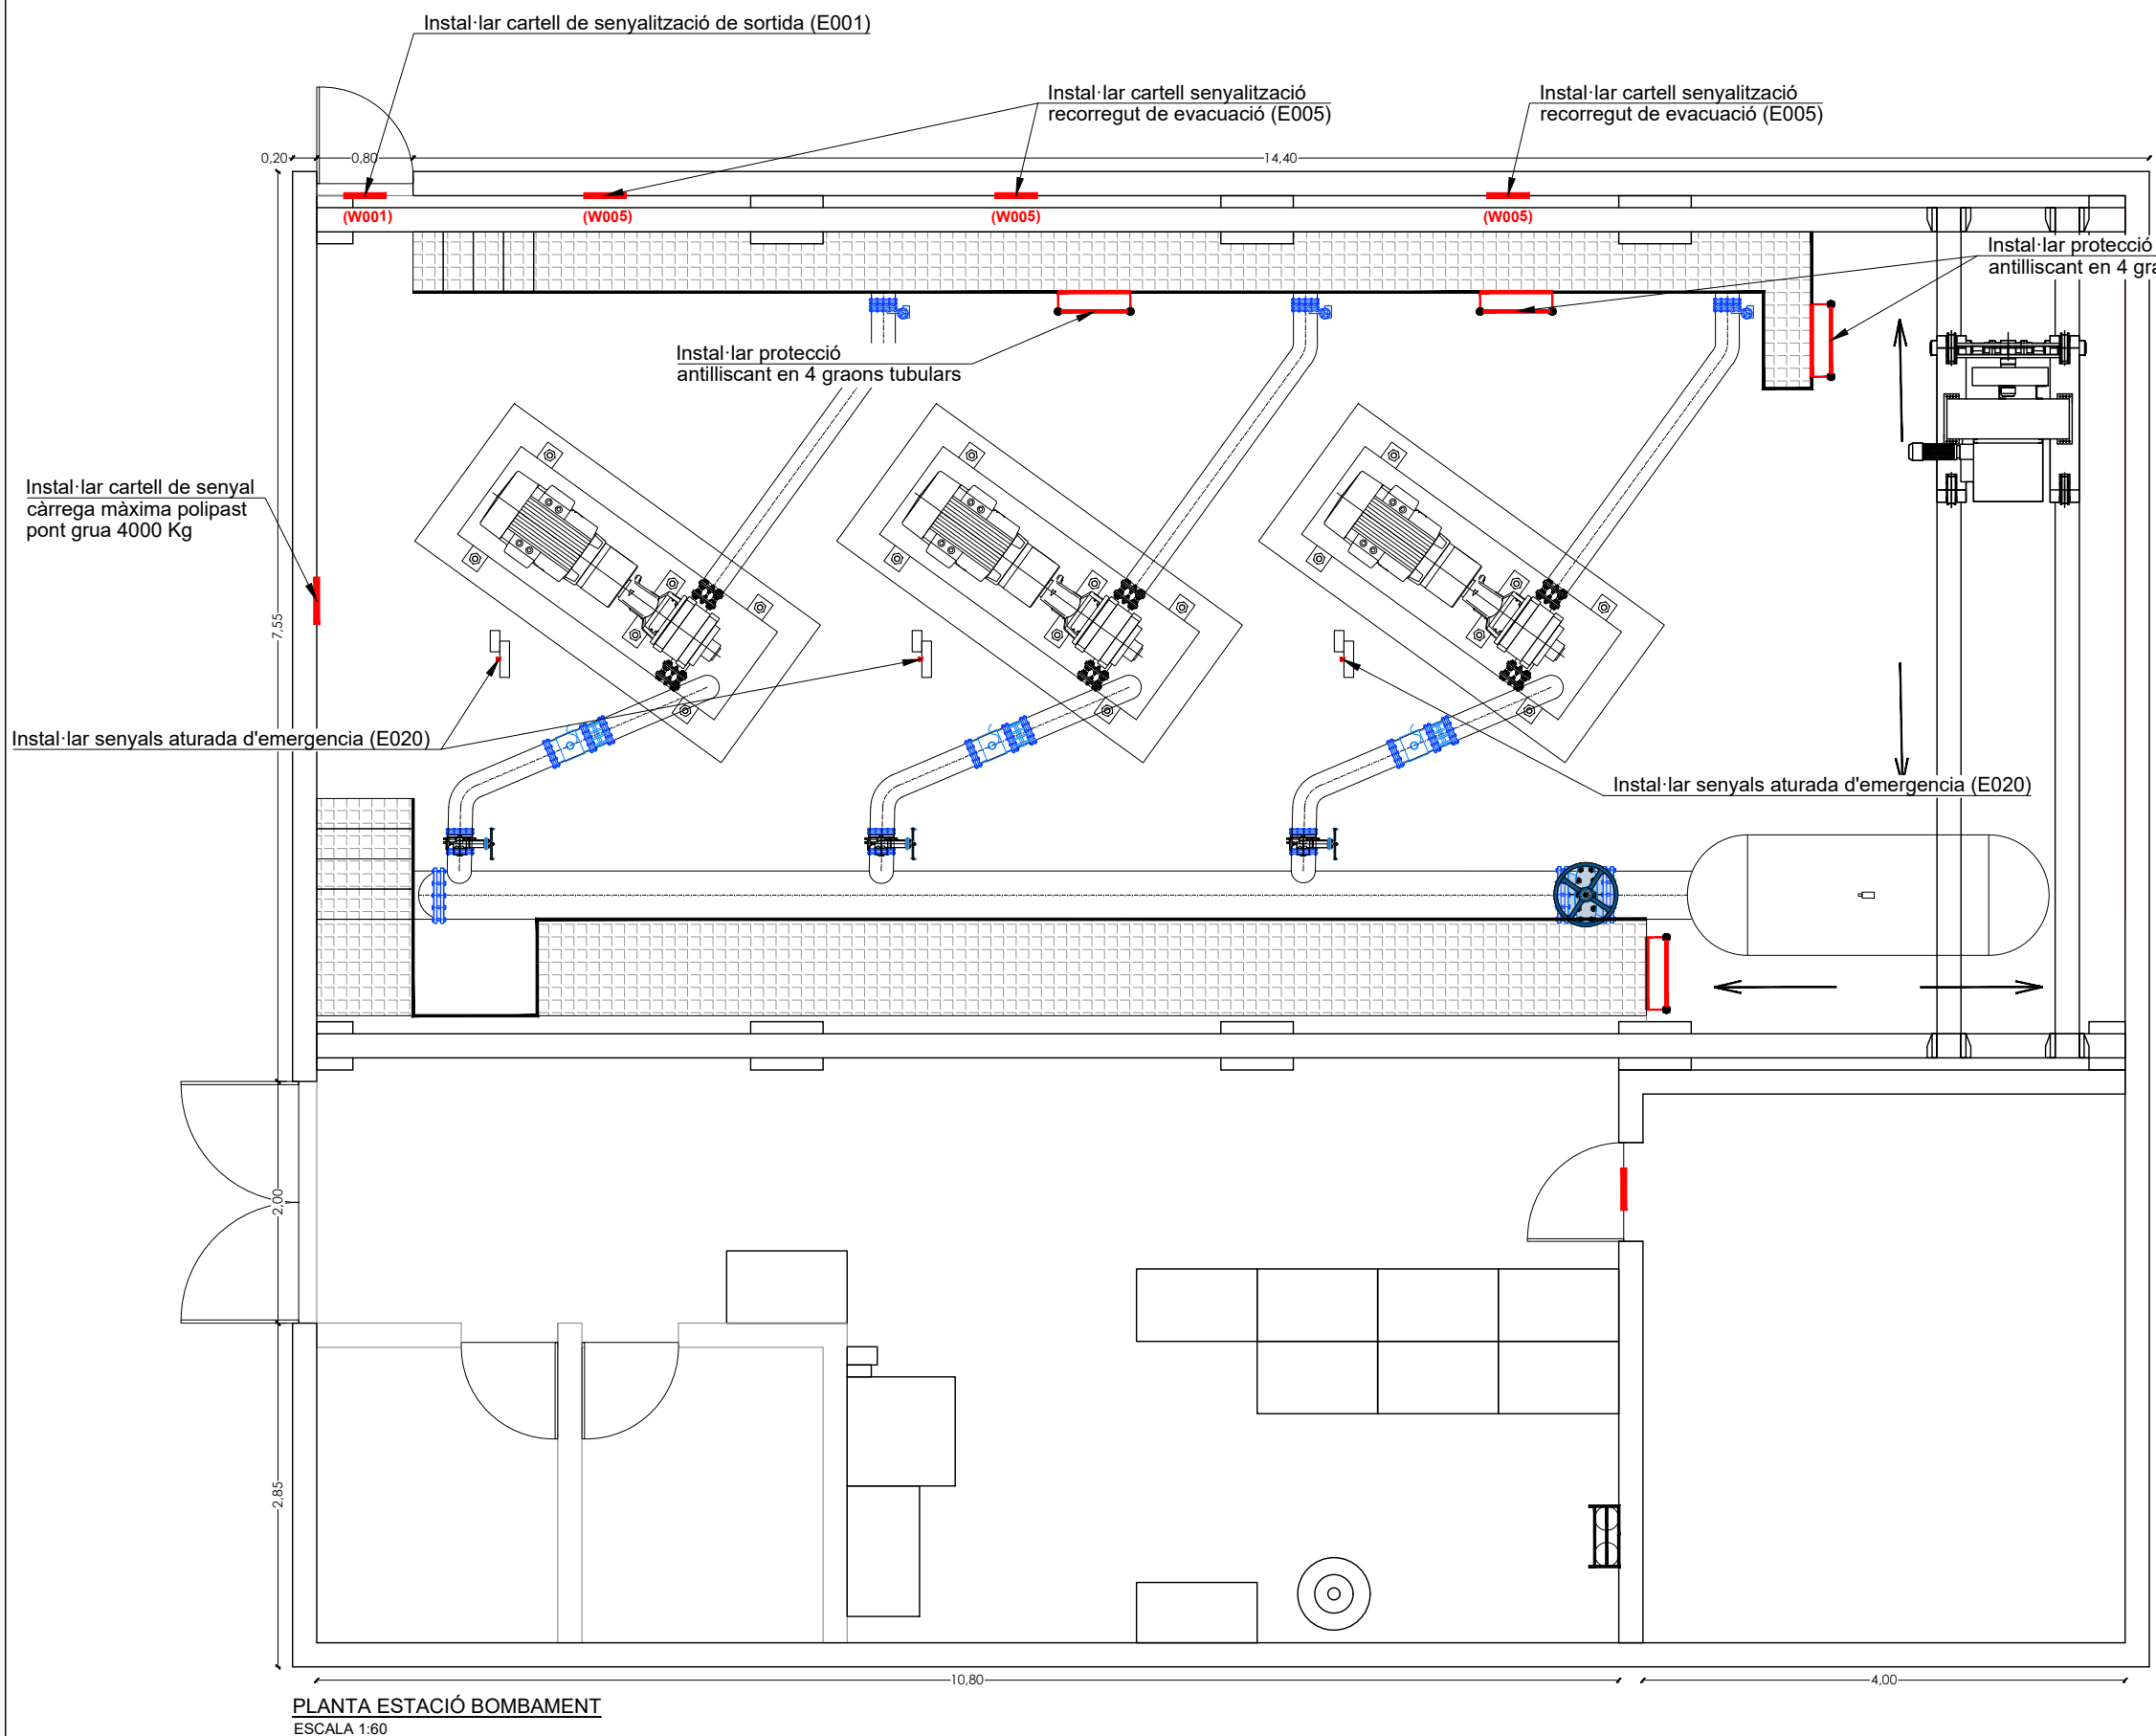 Instal·lar cartell de senyalització de sortida (E001)
Instal·lar cartell senyalització
recorregut de evacuació (E005)
Instal·lar cartell senyalització
recorregut de evacuació (E005)
0,20
0,80
14,40
(W001)
(W005)
(W005)
(W005)
Instal·lar protecció
antilliscant en 4 gra
Instal·lar protecció
antilliscant en 4 graons tubulars
Instal·lar cartell de senyal
càrrega màxima polipast
pont grua 4000 Kg
7,55
Instal·lar senyals aturada d'emergencia (E020)
Instal·lar senyals aturada d'emergencia (E020)
2,00
2,85
10,80
4,00
PLANTA ESTACIÓ BOMBAMENT
ESCALA 1:60